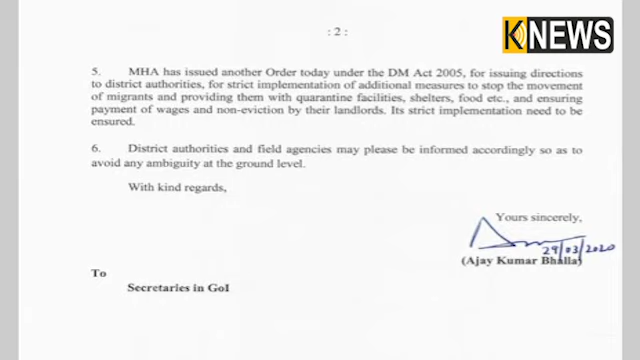 : 2 :
K NEWS
5. MHA has issued another Order today under the DM Act 2005, for issuing directions
to district authorities, for strict implementation of additional measures to stop the movement
of migrants and providing them with quarantine facilities, shelters, food etc., and ensuring
payment of wages and non-eviction by their landlords. Its strict implementation need to be
ensured.
6. District authorities and field agencies may please be informed accordingly so as to
avoid any ambiguity at the ground level.
With kind regards,
Yours sincerely,
29/03/2020
(Ajay Kumar Bhalla)
To
Secretaries in GoI